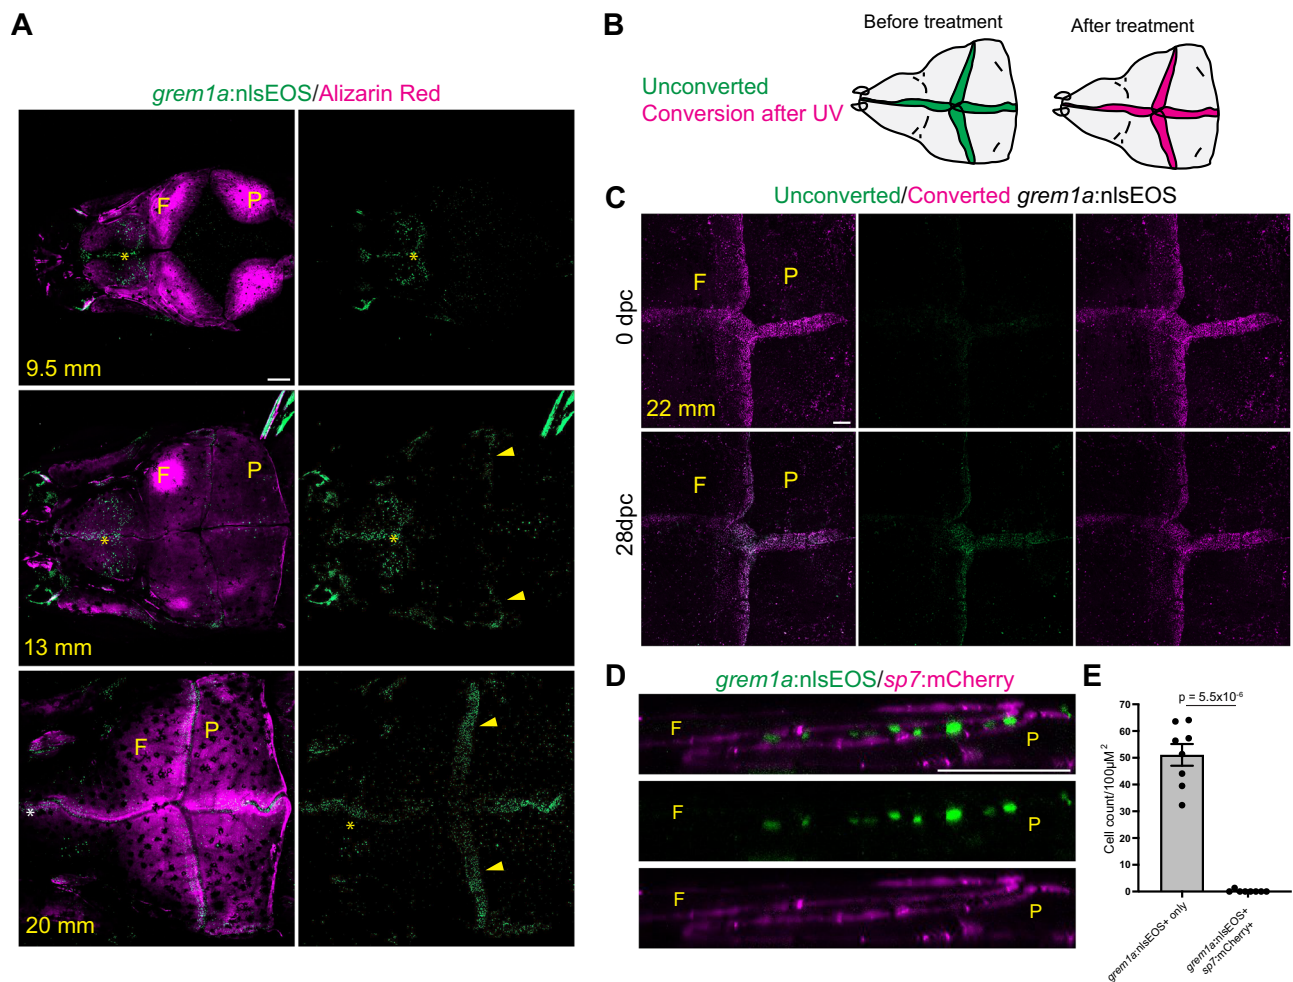 A
grem1a:nlsEOS/Alizarin Red
F
P
*
*
9.5 mm
F
P
*
*
13 mm
F
P
*
*
20 mm
B
Before treatment
After treatment
Unconverted
Conversion after UV
C
Unconverted/Converted grem1a:nlsEOS
0 dpc
F
P
22 mm
28dpc
F
P
D
grem1a:nlsEOS/sp7:mCherry
F
P
F
P
F
P
E
p = 5.5x10-6
Cell count/100µM2
70
60
50
40
30
20
10
0
grem1a:nlsEOS+ only
grem1a:nlsEOS+
sp7:mCherry+